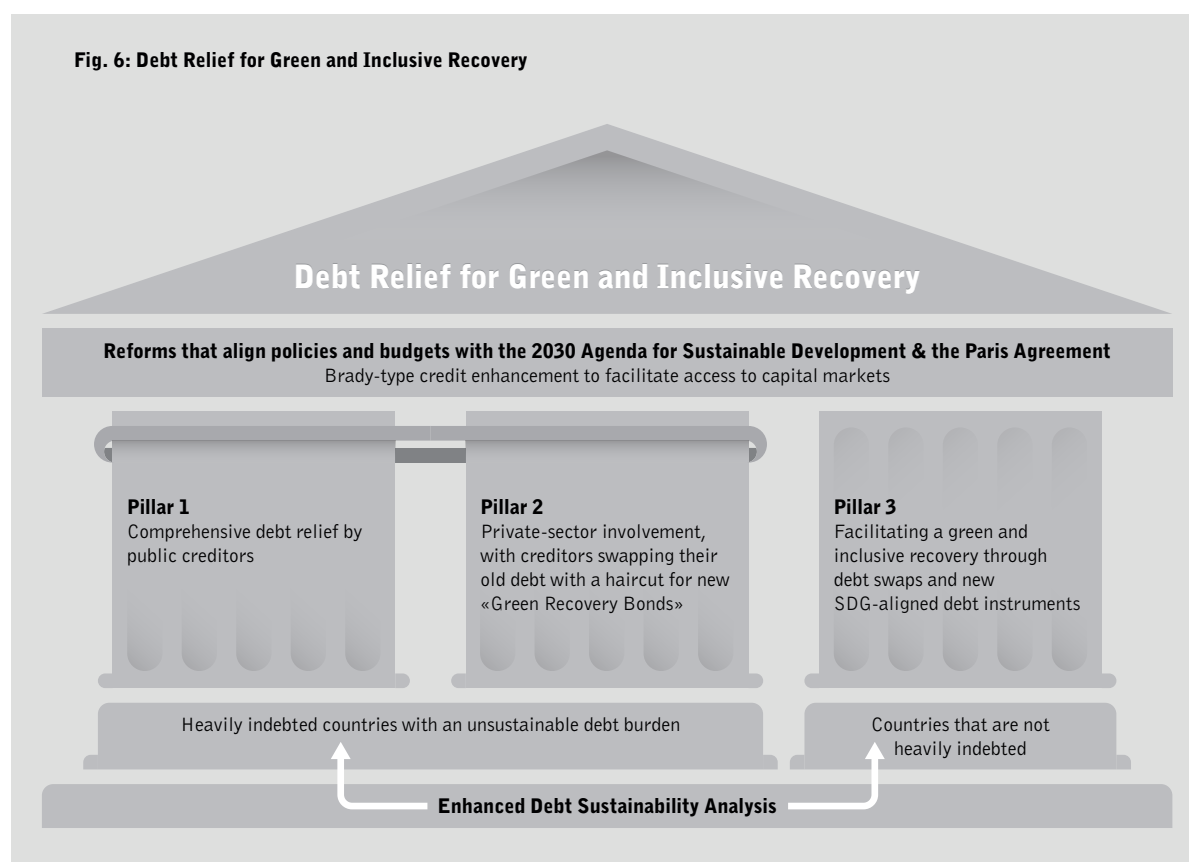 Fig. 6: Debt Relief for Green and Inclusive Recovery
Debt Relief for Green and Inclusive Recovery
Reforms that align policies and budgets with the 2030 Agenda for Sustainable Development & the Paris Agreement
Brady-type credit enhancement to facilitate access to capital markets
Pillar 1
Comprehensive debt relief by
public creditors
Pillar 2
Private-sector involvement,
with creditors swapping their
old debt with a haircut for new
«Green Recovery Bonds»
Pillar 3
Facilitating a green and
inclusive recovery through
debt swaps and new
SDG-aligned debt instruments
Heavily indebted countries with an unsustainable debt burden
Countries that are not
heavily indebted
Enhanced Debt Sustainability Analysis